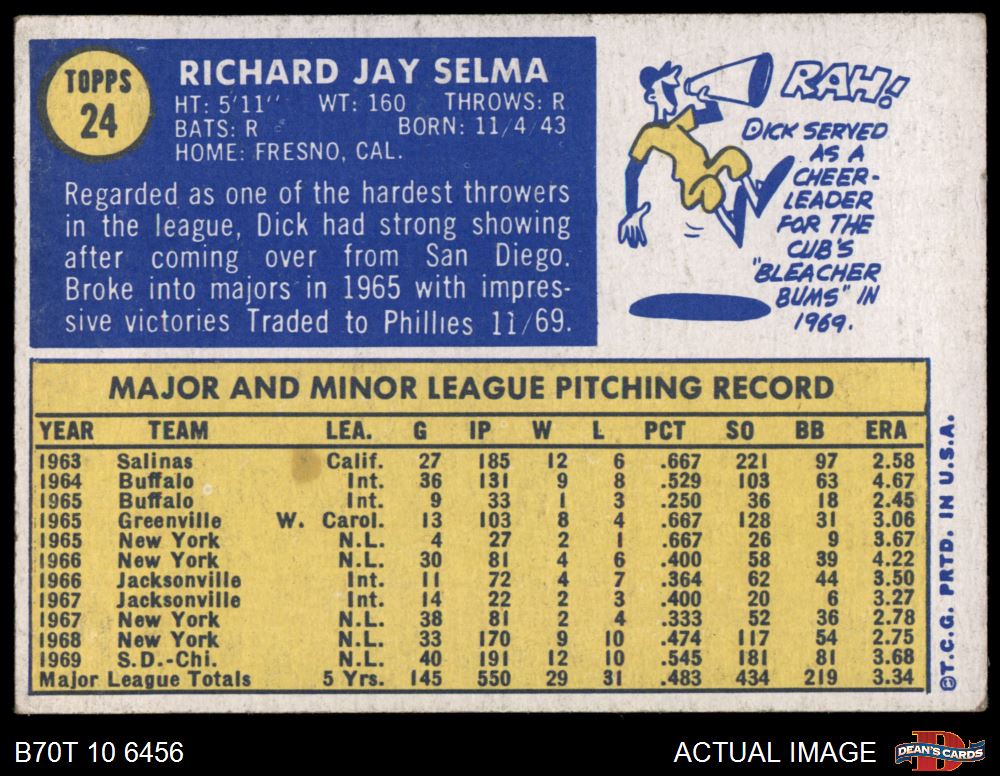 TOPPS
24
RICHARD JAY SELMA
HT: 5'11'' WT: 160 THROWS: R
BATS: R BORN: 11/4/43
HOME: FRESNO, CAL.
Regarded as one of the hardest throwers
in the league, Dick had strong showing
after coming over from San Diego.
Broke into majors in 1965 with impres-
sive victories Traded to Phillies 11/69.
RAH!
DICK SERVED
AS A
CHEER-
LEADER
FOR THE
CUB'S
"BLEACHER
BUMS" IN
1969.
MAJOR AND MINOR LEAGUE PITCHING RECORD
YEAR TEAM LEA. G IP W L PCT SO BB ERA
1963 Salinas Calif. 27 185 12 6 .667 221 97 2.58
1964 Buffalo Int. 36 131 9 8 .529 103 63 4.67
1965 Buffalo Int. 9 33 1 3 .250 36 18 2.45
1965 Greenville W. Carol. 13 103 8 4 .667 128 31 3.06
1965 New York N.L. 4 27 2 1 .667 26 9 3.67
1966 New York N.L. 30 81 4 6 .400 58 39 4.22
1966 Jacksonville Int. 11 72 4 7 .364 62 44 3.50
1967 Jacksonville Int. 14 22 2 3 .400 20 6 3.27
1967 New York N.L. 38 81 2 4 .333 52 36 2.78
1968 New York N.L. 33 170 9 10 .474 117 54 2.75
1969 S.D.-Chi. N.L. 40 191 12 10 .545 181 81 3.68
Major League Totals 5 Yrs. 145 550 29 31 .483 434 219 3.34
©T.C.G. PRTD. IN U.S.A.
B70T 10 6456
ACTUAL IMAGE
DEAN'S CARDS